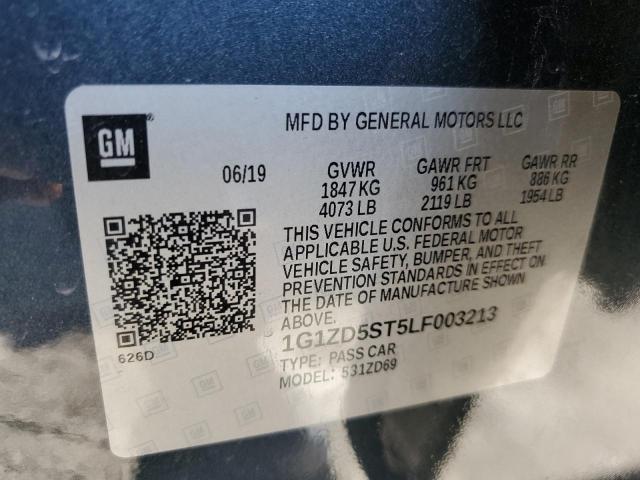 GM®
MFD BY GENERAL MOTORS LLC
06/19
GVWR
1847 KG
4073 LB
GAWR FRT
961 KG
2119 LB
GAWR RR
886 KG
1954 LB
THIS VEHICLE CONFORMS TO ALL
APPLICABLE U.S. FEDERAL MOTOR
VEHICLE SAFETY, BUMPER, AND THEFT
PREVENTION STANDARDS IN EFFECT ON
THE DATE OF MANUFACTURE SHOWN
ABOVE.
1G1ZD5ST5LF003213
TYPE: PASS CAR
MODEL: 531ZD69
626D